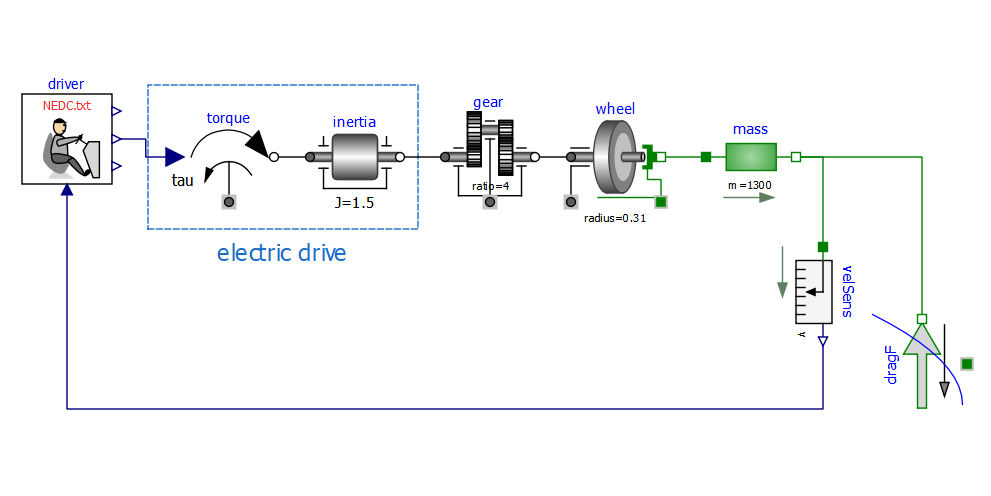 driver
NEDC.txt
torque
tau
inertia
J=1.5
electric drive
gear
ratio=4
wheel
radius=0.31
mass
m =1300
velSens
v
dragF